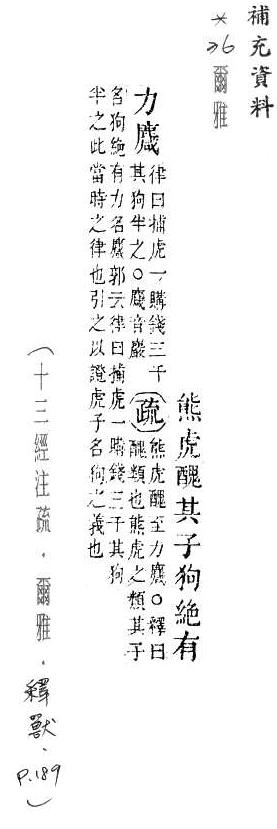 補充資料
*26 爾雅
熊虎醜其子狗絶有
力麙 律曰捕虎一購錢三千
其狗半之○麙音巖 疏 熊虎醜至力麙○釋曰
醜類也熊虎之類其子
名狗絶有力名麙郭云律曰捕虎一購錢三千其狗
半之此當時之律也引之以證虎子名狗之義也
(十三經注疏.爾雅.釋獸.P.189)